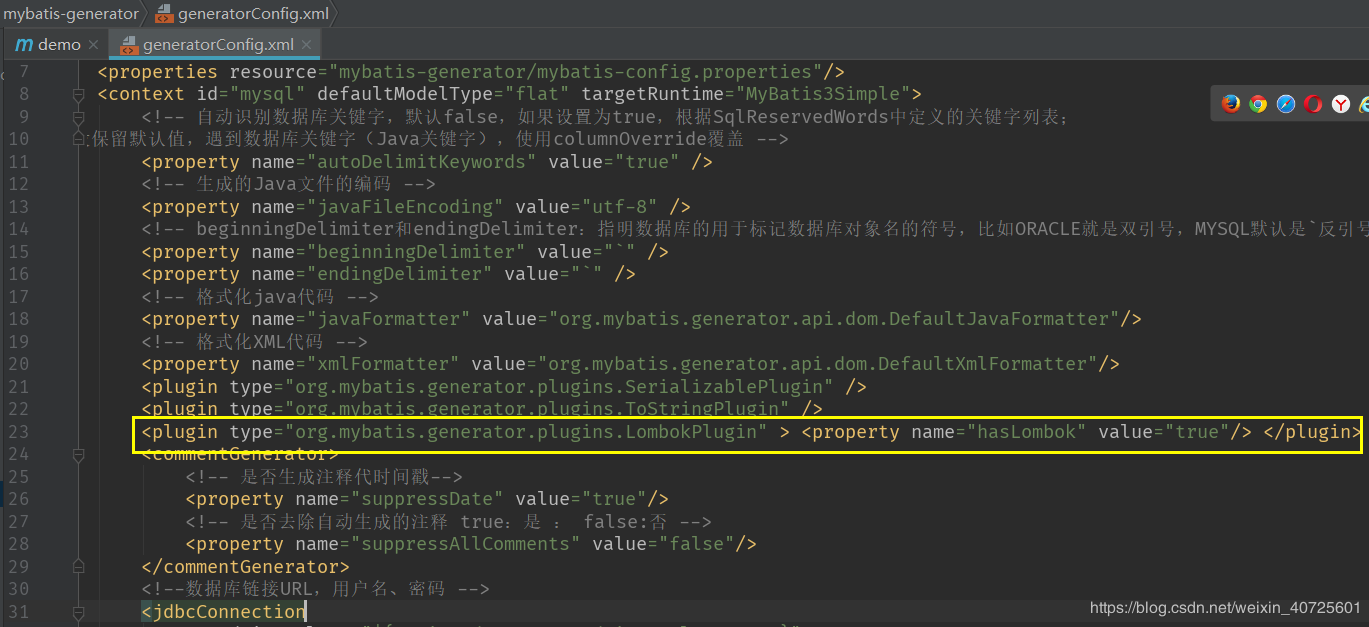 mybatis-generator generatorConfig.xml
demo generatorConfig.xml
7 <properties resource="mybatis-generator/mybatis-config.properties"/>
8 <context id="mysql" defaultModelType="flat" targetRuntime="MyBatis3Simple">
9 <!-- 自动识别数据库关键字，默认false，如果设置为true，根据SqlReservedWords中定义的关键字列表；
10 :保留默认值，遇到数据库关键字（Java关键字），使用columnOverride覆盖 -->
11 <property name="autoDelimitKeywords" value="true" />
12 <!-- 生成的Java文件的编码 -->
13 <property name="javaFileEncoding" value="utf-8" />
14 <!-- beginningDelimiter和endingDelimiter：指明数据库的用于标记数据库对象名的符号，比如ORACLE就是双引号，MYSQL默认是`反引号
15 <property name="beginningDelimiter" value="`" />
16 <property name="endingDelimiter" value="`" />
17 <!-- 格式化java代码 -->
18 <property name="javaFormatter" value="org.mybatis.generator.api.dom.DefaultJavaFormatter"/>
19 <!-- 格式化XML代码 -->
20 <property name="xmlFormatter" value="org.mybatis.generator.api.dom.DefaultXmlFormatter"/>
21 <plugin type="org.mybatis.generator.plugins.SerializablePlugin" />
22 <plugin type="org.mybatis.generator.plugins.ToStringPlugin" />
23 <plugin type="org.mybatis.generator.plugins.LombokPlugin" > <property name="hasLombok" value="true"/> </plugin>
24 <commentGenerator>
25 <!-- 是否生成注释代时间戳-->
26 <property name="suppressDate" value="true"/>
27 <!-- 是否去除自动生成的注释 true：是 ： false:否 -->
28 <property name="suppressAllComments" value="false"/>
29 </commentGenerator>
30 <!--数据库链接URL，用户名、密码 -->
31 <jdbcConnection
https://blog.csdn.net/weixin_40725601